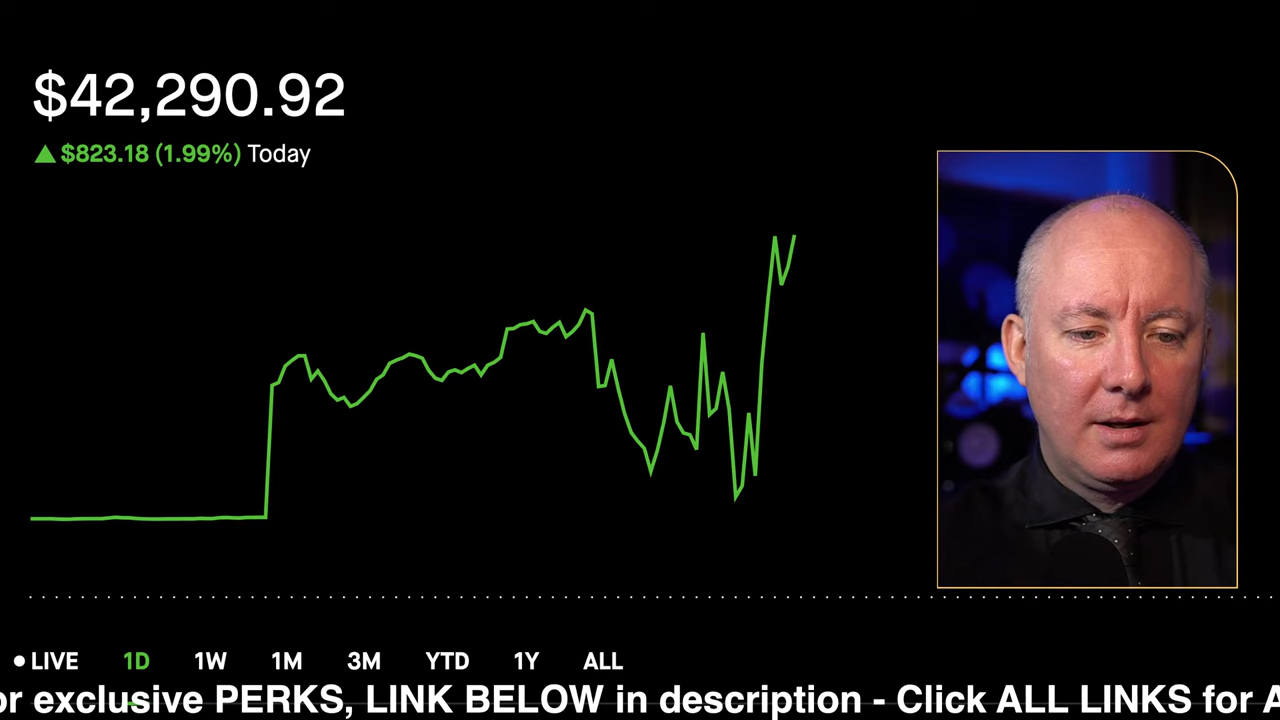 $42,290.92
▲$823.18 (1.99%) Today
LIVE 1D 1W 1M 3M YTD 1Y ALL
exclusive PERKS, LINK BELOW in description - Click ALL LINKS for